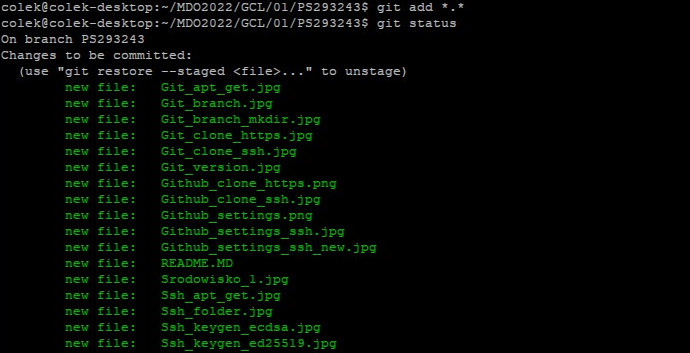 colek@colek-desktop:~/MDO2022/GCL/01/PS293243$ git add *.*
colek@colek-desktop:~/MDO2022/GCL/01/PS293243$ git status
On branch PS293243
Changes to be committed:
  (use "git restore --staged <file>..." to unstage)
        new file:   Git_apt_get.jpg
        new file:   Git_branch.jpg
        new file:   Git_branch_mkdir.jpg
        new file:   Git_clone_https.jpg
        new file:   Git_clone_ssh.jpg
        new file:   Git_version.jpg
        new file:   Github_clone_https.png
        new file:   Github_clone_ssh.jpg
        new file:   Github_settings.png
        new file:   Github_settings_ssh.jpg
        new file:   Github_settings_ssh_new.jpg
        new file:   README.MD
        new file:   Srodowisko_1.jpg
        new file:   Ssh_apt_get.jpg
        new file:   Ssh_folder.jpg
        new file:   Ssh_keygen_ecdsa.jpg
        new file:   Ssh_keygen_ed25519.jpg